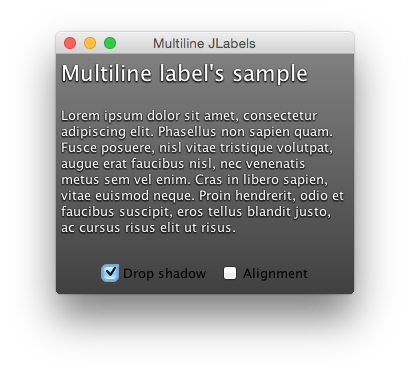 Multiline JLabels
Multiline label's sample
Lorem ipsum dolor sit amet, consectetur
adipiscing elit. Phasellus non sapien quam.
Fusce posuere, nisl vitae tristique volutpat,
augue erat faucibus nisl, nec venenatis
metus sem vel enim. Cras in libero sapien,
vitae euismod neque. Proin hendrerit, odio et
faucibus suscipit, eros tellus blandit justo,
ac cursus risus elit ut risus.
Drop shadow Alignment